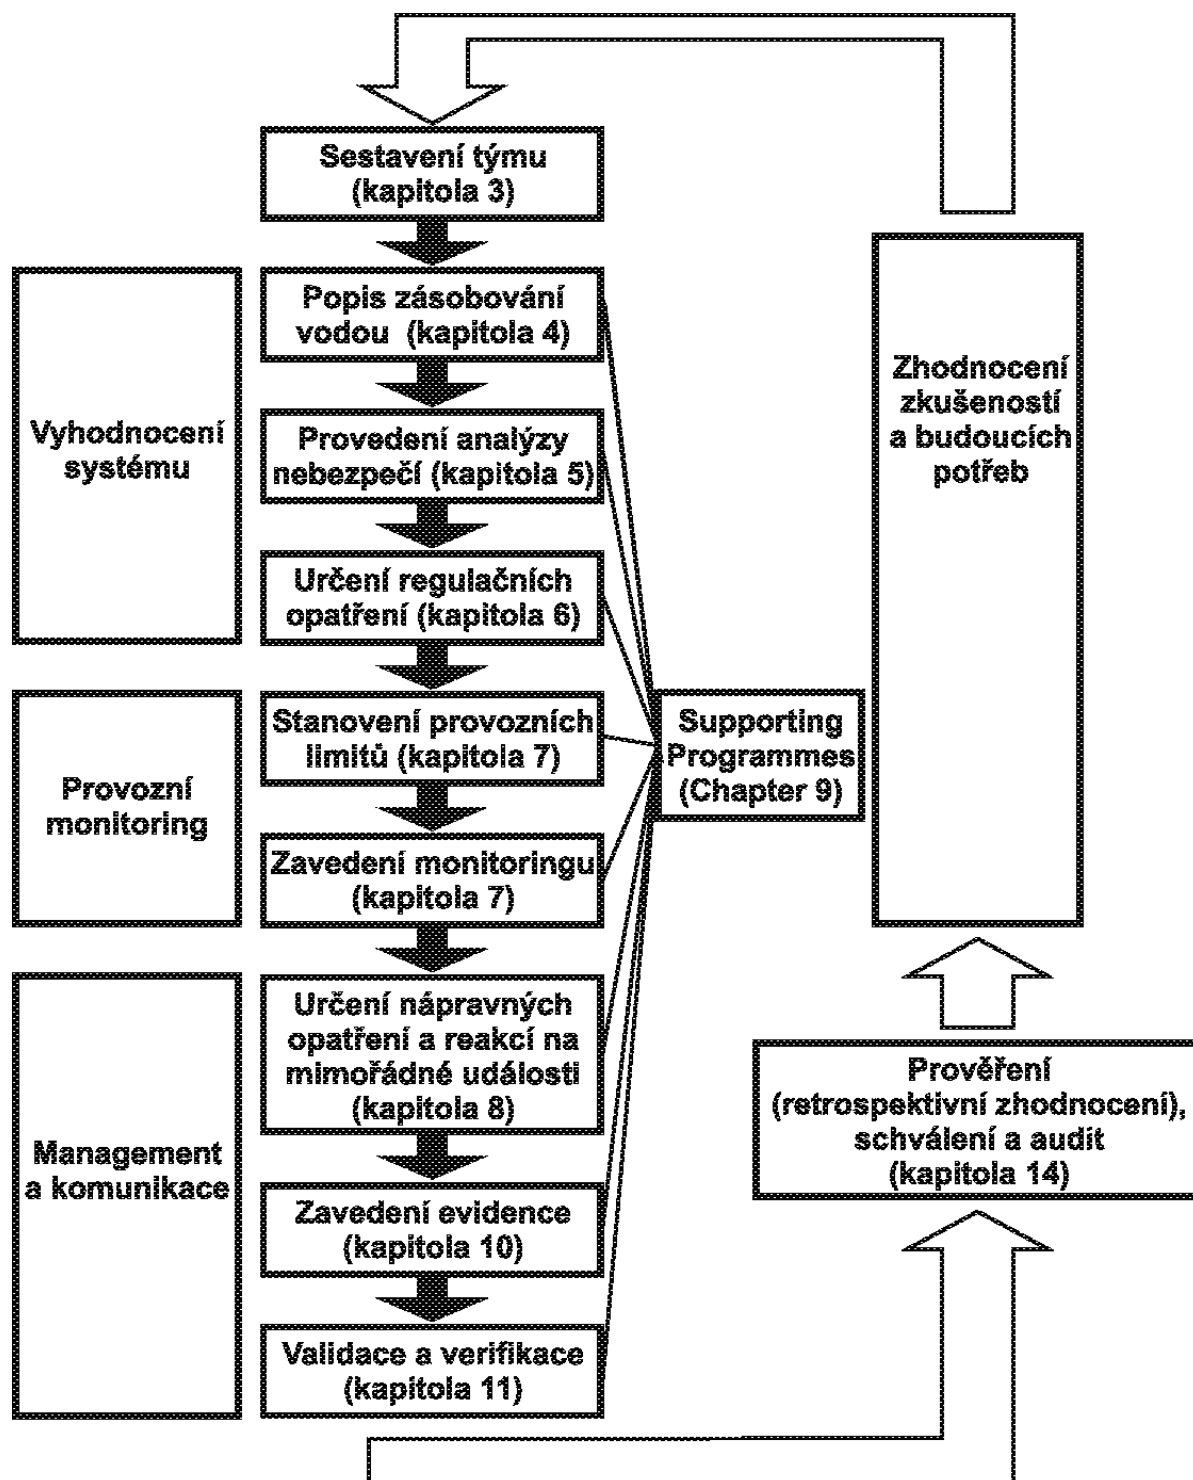 Sestavení týmu
(kapitola 3)
Popis zásobování
vodou (kapitola 4)
Vyhodnocení
systému
Provedení analýzy
nebezpečí (kapitola 5)
Určení regulačních
opatření (kapitola 6)
Zhodnocení
zkušeností
a budoucích
potřeb
Stanovení provozních
limitů (kapitola 7)
Supporting
Programmes
(Chapter 9)
Provozní
monitoring
Zavedení monitoringu
(kapitola 7)
Určení nápravných
opatření a reakcí na
mimořádné události
(kapitola 8)
Prověření
(retrospektivní zhodnocení),
schválení a audit
(kapitola 14)
Management
a komunikace
Zavedení evidence
(kapitola 10)
Validace a verifikace
(kapitola 11)